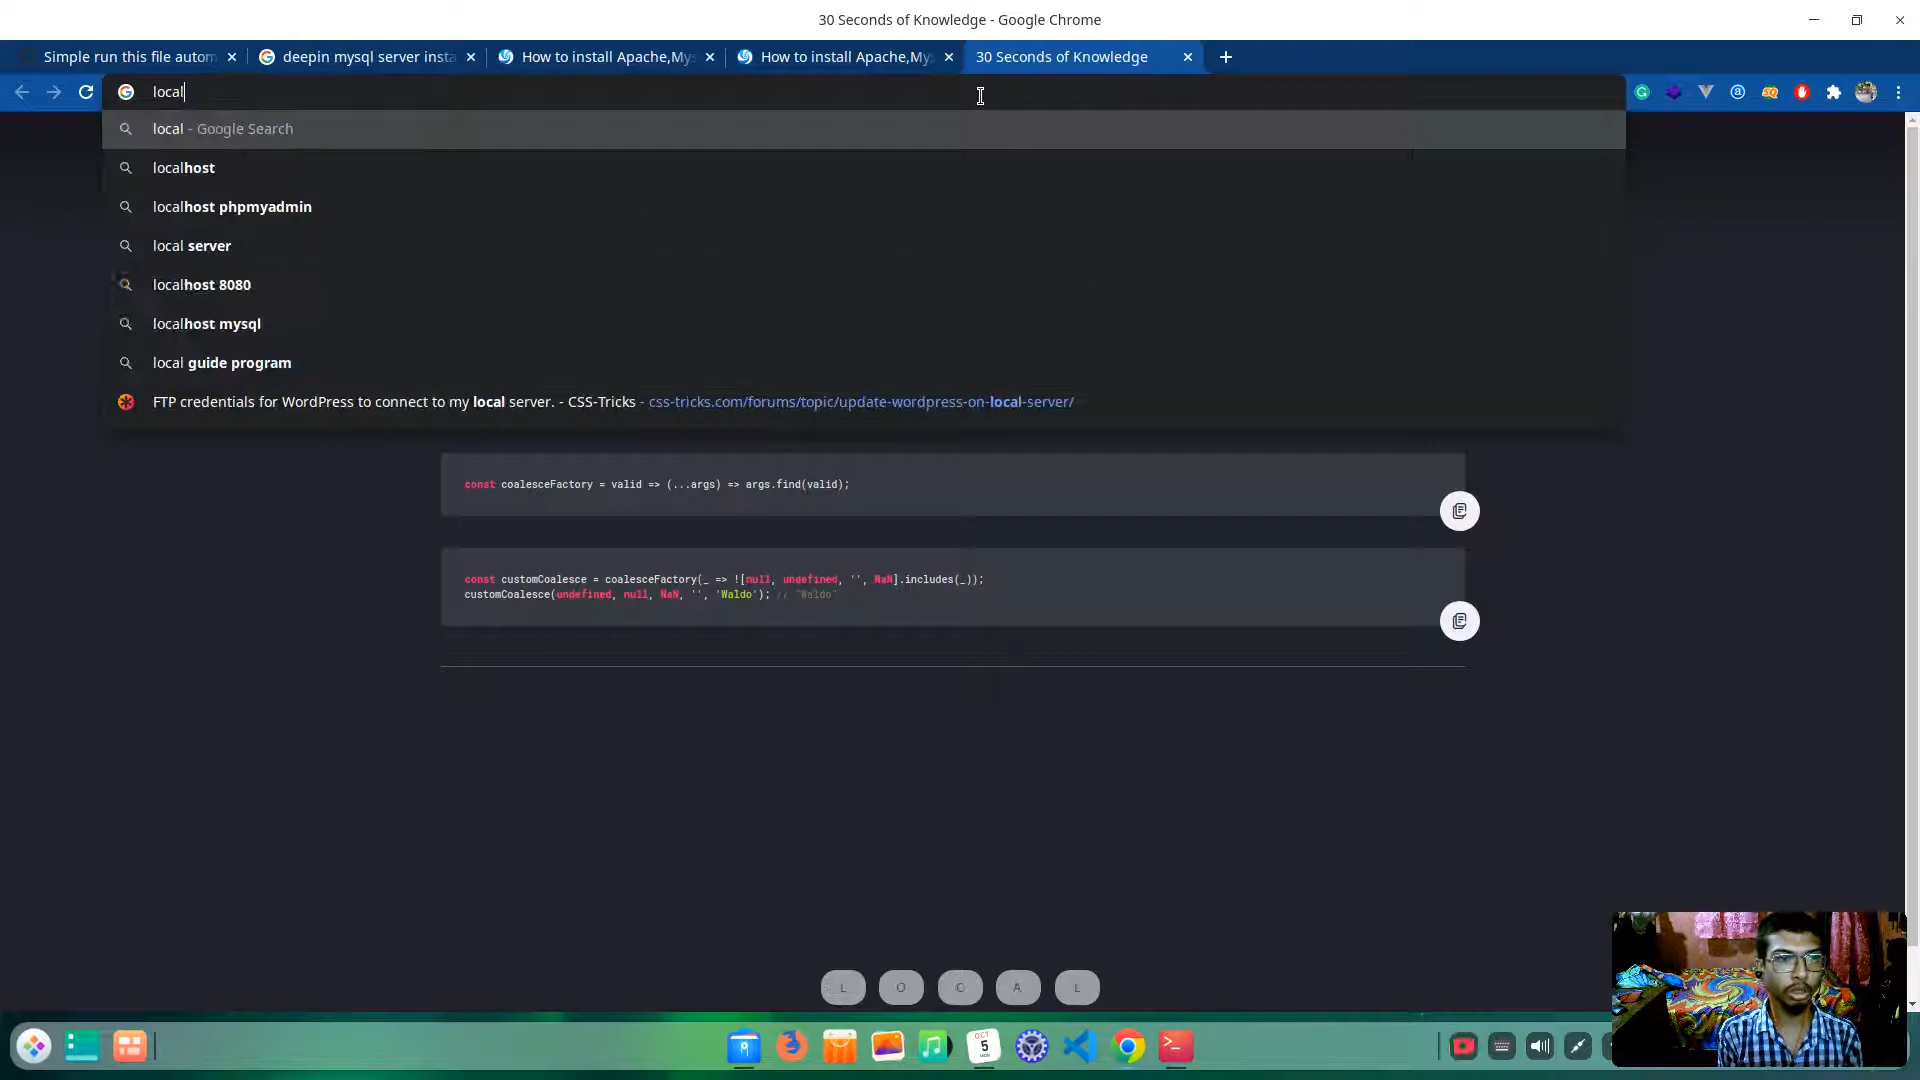 30 Seconds of Knowledge - Google Chrome
Simple run this file autom
deepin mysql server insta
How to install Apache,Mys
How to install Apache,Mys
30 Seconds of Knowledge
local
local - Google Search
localhost
localhost phpmyadmin
local server
localhost 8080
localhost mysql
local guide program
FTP credentials for WordPress to connect to my local server. - CSS-Tricks - css-tricks.com/forums/topic/update-wordpress-on-local-server/
const coalesceFactory = valid => (...args) => args.find(valid);
const customCoalesce = coalesceFactory(_ => ![null, undefined, '', NaN].includes(_));
customCoalesce(undefined, null, NaN, '', 'Waldo'); // "Waldo"
L O C A L
OCT
5